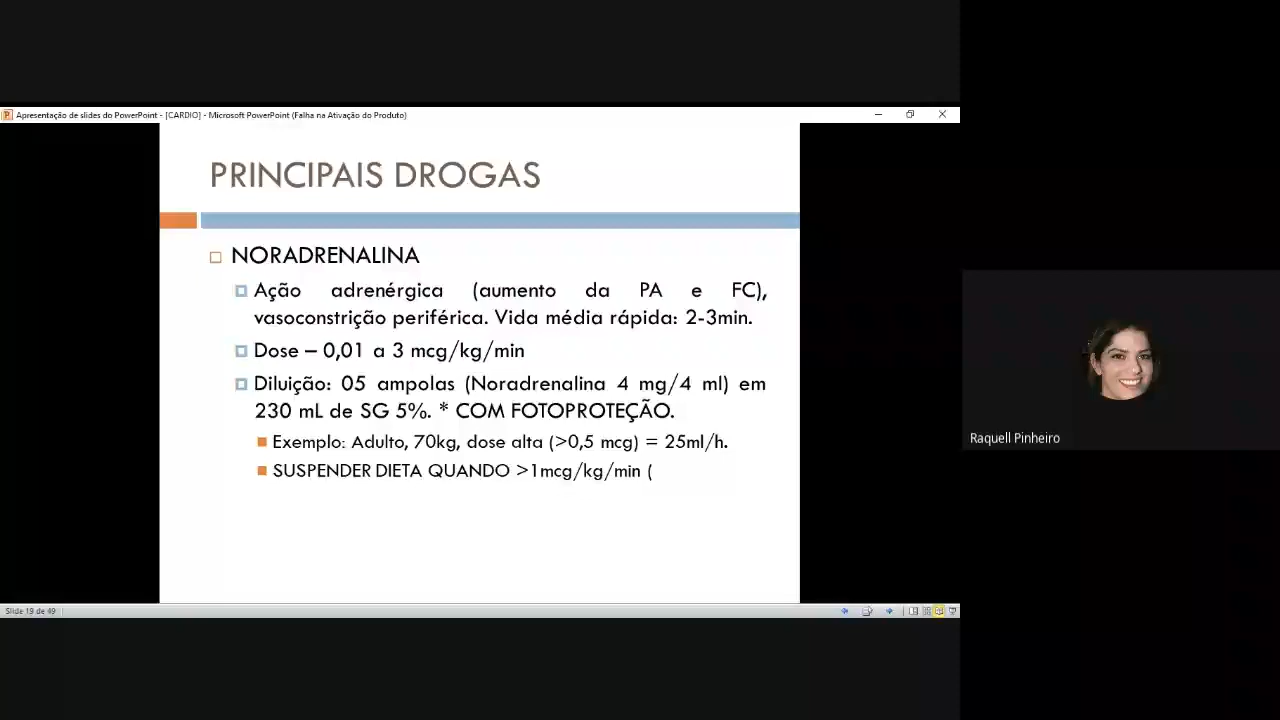 Apresentação de slides do PowerPoint - [CARDIO] - Microsoft PowerPoint (Falha na Ativação do Produto)
PRINCIPAIS DROGAS
NORADRENALINA
Ação adrenérgica (aumento da PA e FC),
vasoconstrição periférica. Vida média rápida: 2-3min.
Dose – 0,01 a 3 mcg/kg/min
Diluição: 05 ampolas (Noradrenalina 4 mg/4 ml) em
230 mL de SG 5%. * COM FOTOPROTEÇÃO.
Exemplo: Adulto, 70kg, dose alta (>0,5 mcg) = 25ml/h.
SUSPENDER DIETA QUANDO >1mcg/kg/min (
Raquell Pinheiro
Slide 19 de 49